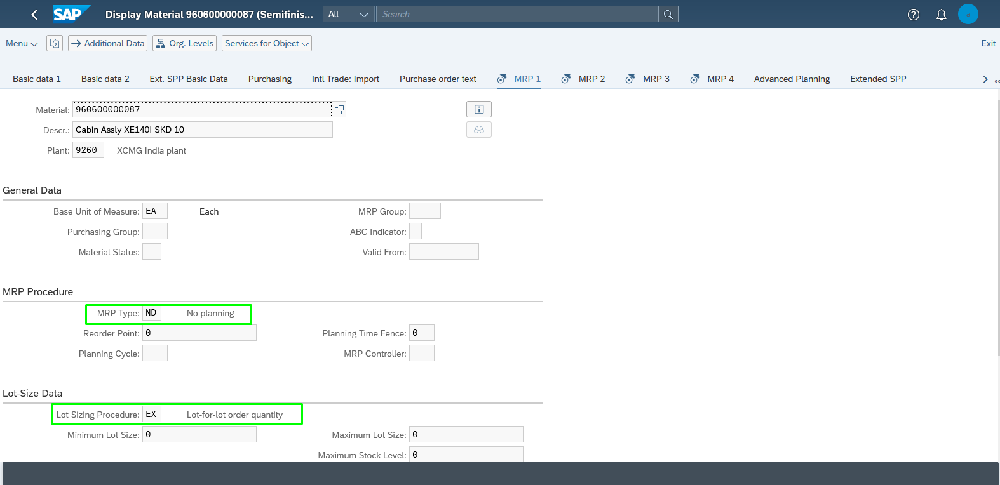 SAP Display Material 960600000087 (Semifinis... All Search a
Menu Additional Data Org. Levels Services for Object Exit
Basic data 1 Basic data 2 Ext. SPP Basic Data Purchasing Intl Trade: Import Purchase order text MRP 1 MRP 2 MRP 3 MRP 4 Advanced Planning Extended SPP
Material: 960600000087
Descr.: Cabin Assly XE140I SKD 10
Plant: 9260 XCMG India plant
General Data
Base Unit of Measure: EA Each MRP Group:
Purchasing Group: ABC Indicator:
Material Status: Valid From:
MRP Procedure
MRP Type: ND No planning
Reorder Point: 0 Planning Time Fence: 0
Planning Cycle: MRP Controller:
Lot-Size Data
Lot Sizing Procedure: EX Lot-for-lot order quantity
Minimum Lot Size: 0 Maximum Lot Size: 0
Maximum Stock Level: 0